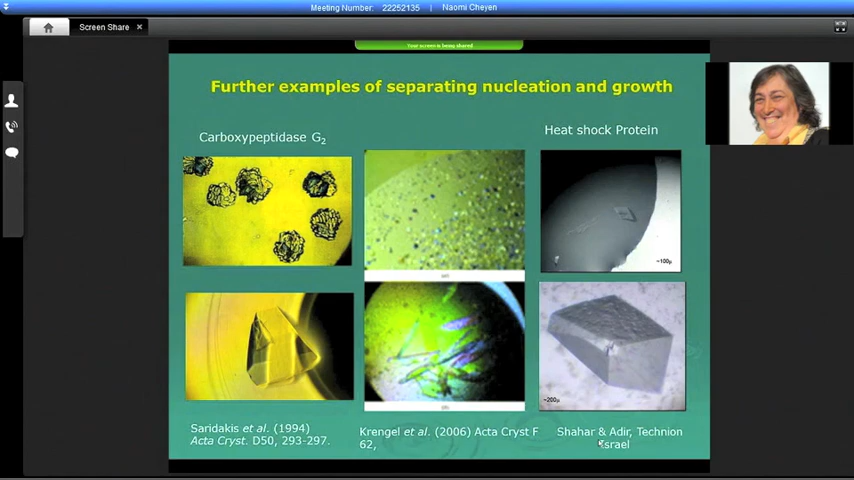 Meeting Number: 22252135 | Naomi Cheyen
Screen Share
Your screen is being shared
Further examples of separating nucleation and growth
Carboxypeptidase G2
Heat shock Protein
~100µ
~200µ
Saridakis et al. (1994)
Acta Cryst. D50, 293-297.
Krengel et al. (2006) Acta Cryst F
62,
Shahar & Adir, Technion
Israel